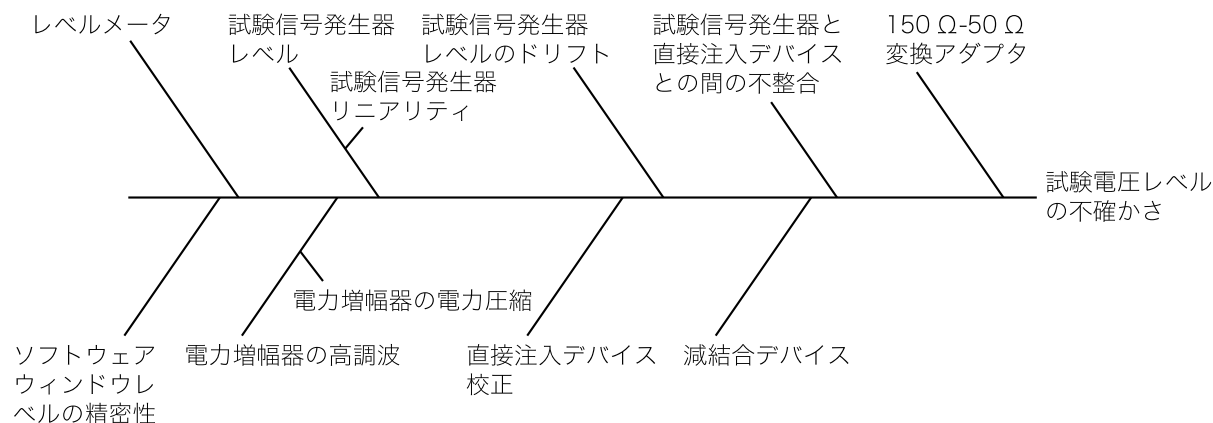 レベルメータ
試験信号発生器
レベル
試験信号発生器
リニアリティ
試験信号発生器
レベルのドリフト
試験信号発生器と
直接注入デバイス
との間の不整合
150 Ω-50 Ω
変換アダプタ
試験電圧レベル
の不確かさ
ソフトウェア
ウィンドウレ
ベルの精密性
電力増幅器の高調波
電力増幅器の電力圧縮
直接注入デバイス
校正
減結合デバイス